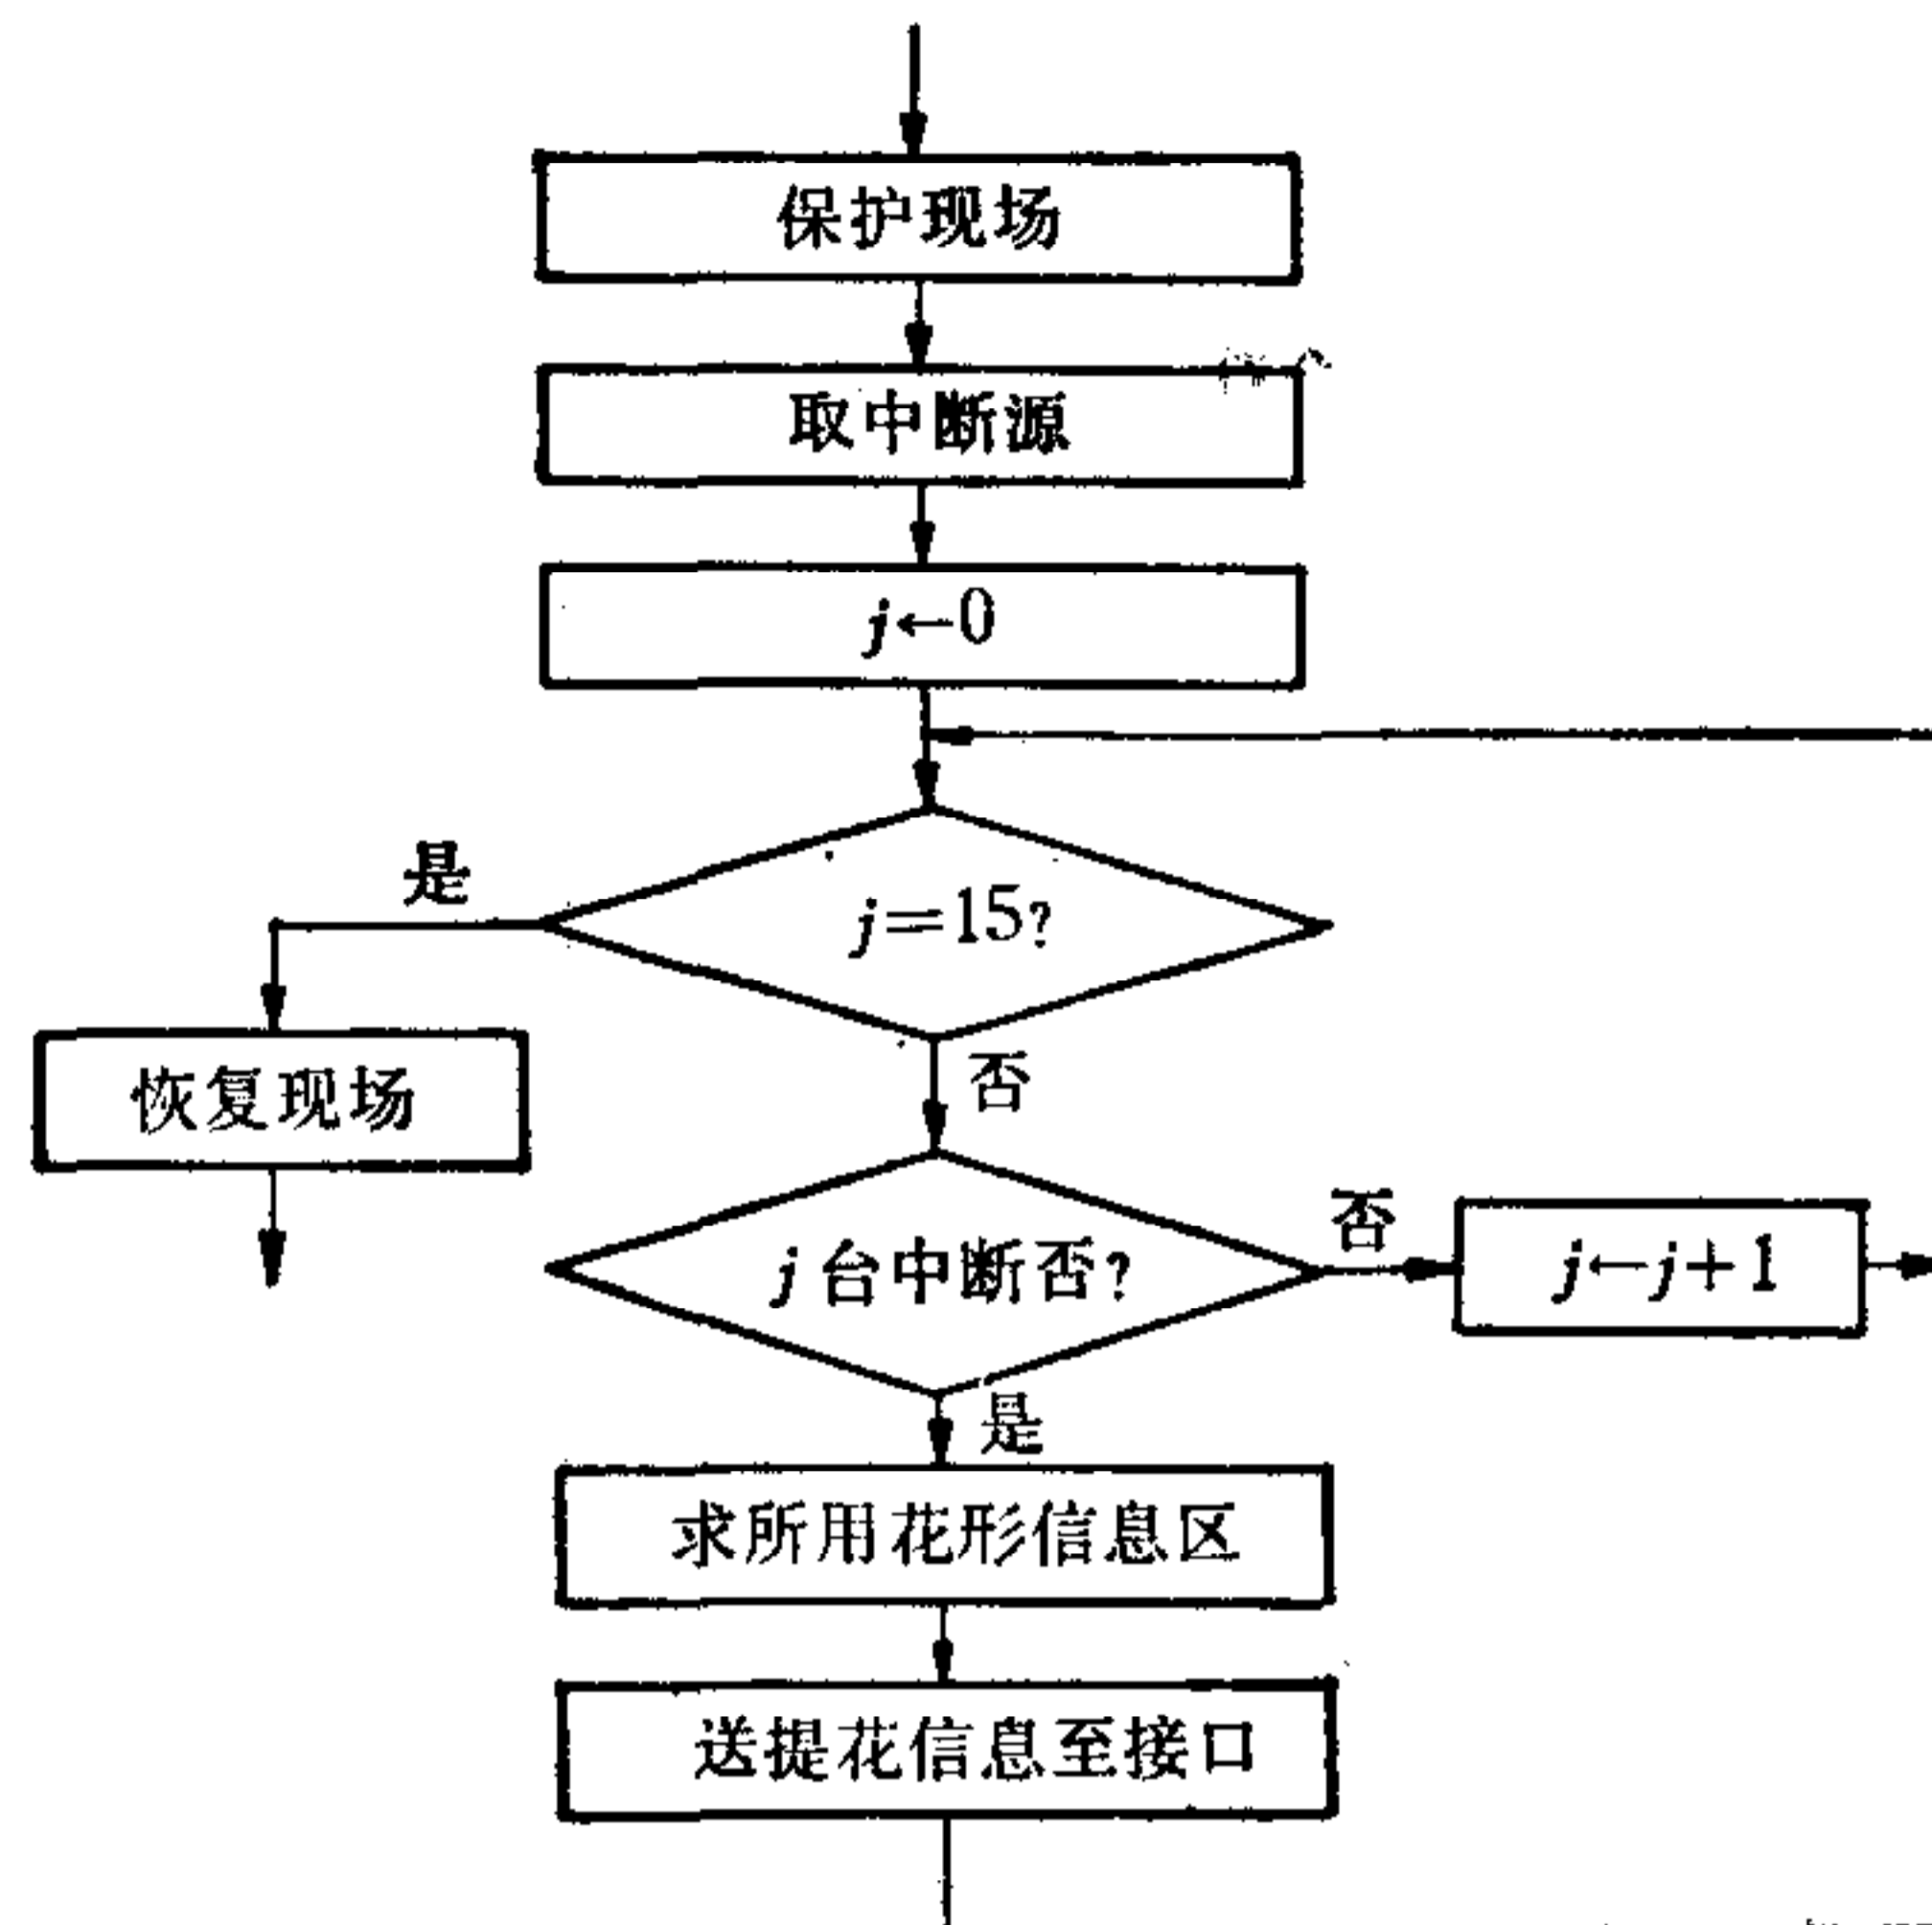 保护现场
取中断源
j←0
是
j=15?
否
恢复现场
j台中断否?
否
j←j+1
是
求所用花形信息区
送提花信息至接口